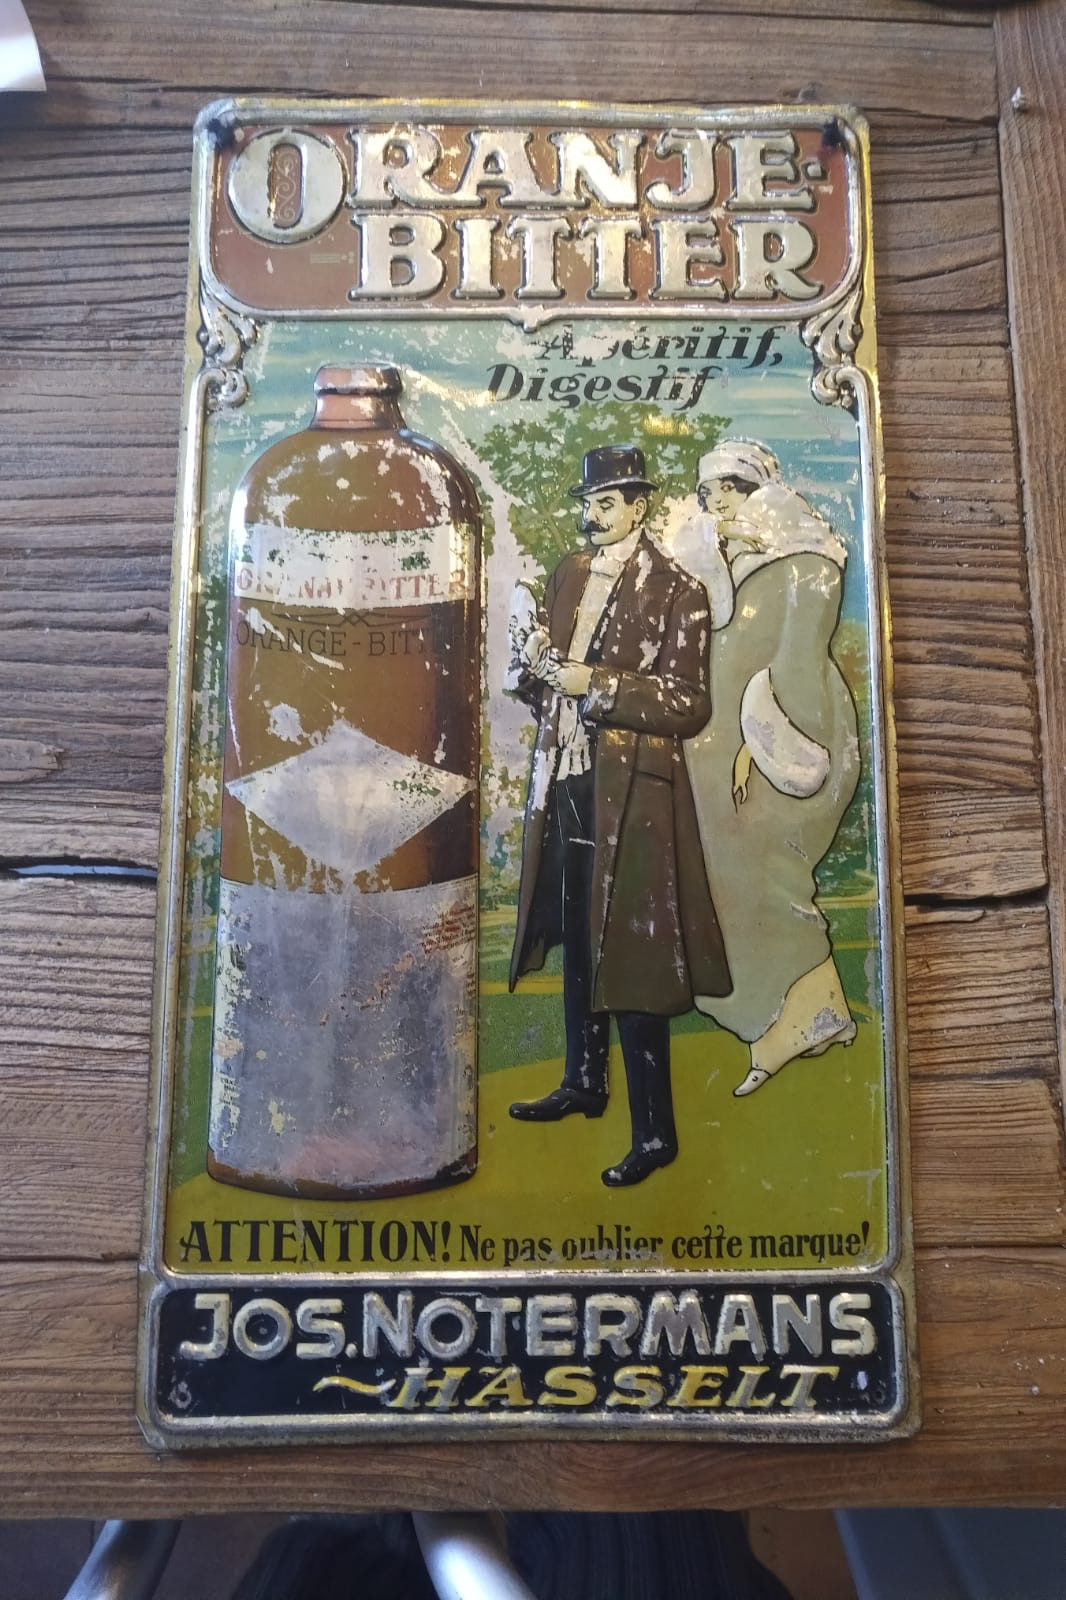 ORANJE-
BITTER
Apéritif,
Digestif
ORANJE BITTER
ORANGE-BITTER
ATTENTION! Ne pas oublier cette marque!
JOS. NOTERMANS
~HASSELT